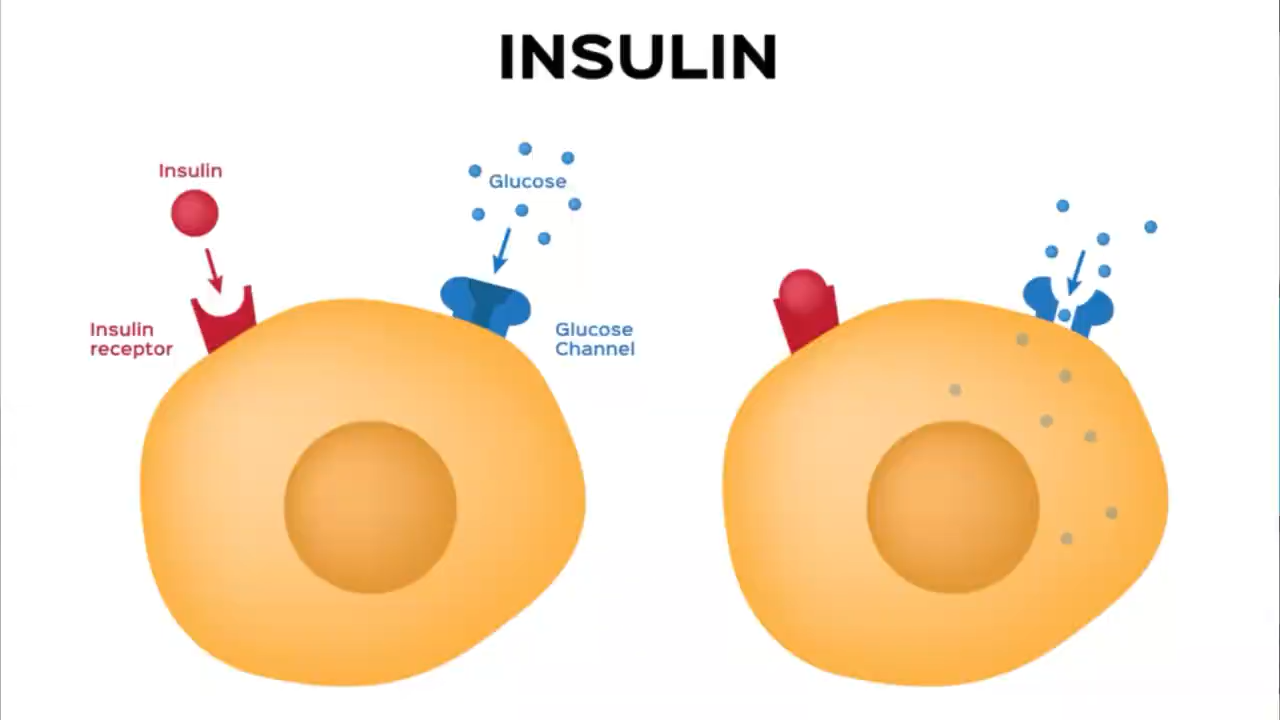 INSULIN
Insulin
Glucose
Insulin
receptor
Glucose
Channel